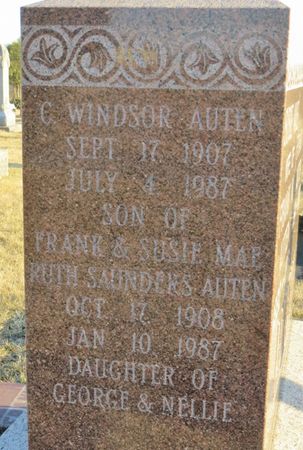 C. WINDSOR AUTEN
SEPT. 17, 1907
JULY 4, 1987
SON OF
FRANK & SUSIE MAE
RUTH SAUNDERS AUTEN
OCT. 17, 1908
JAN. 10, 1987
DAUGHTER OF
GEORGE & NELLIE